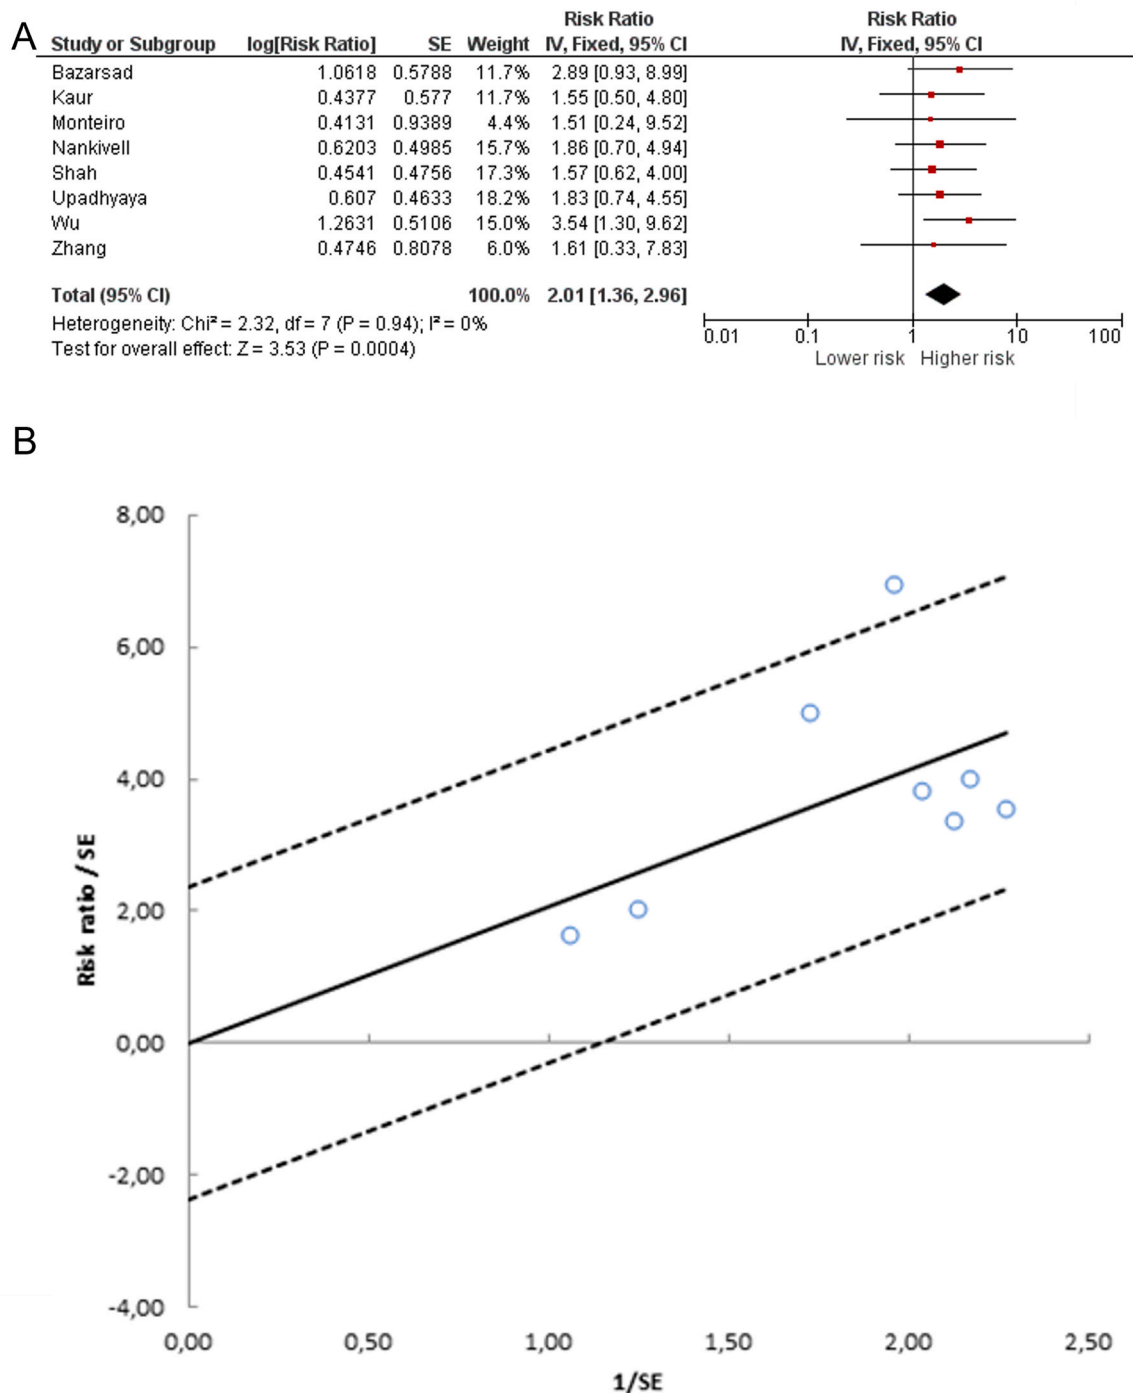 A
Risk Ratio Risk Ratio
Study or Subgroup log[Risk Ratio] SE Weight IV, Fixed, 95% CI IV, Fixed, 95% CI
Bazarsad 1.0618 0.5788 11.7% 2.89 [0.93, 8.99]
Kaur 0.4377 0.577 11.7% 1.55 [0.50, 4.80]
Monteiro 0.4131 0.9389 4.4% 1.51 [0.24, 9.52]
Nankivell 0.6203 0.4985 15.7% 1.86 [0.70, 4.94]
Shah 0.4541 0.4756 17.3% 1.57 [0.62, 4.00]
Upadhyaya 0.607 0.4633 18.2% 1.83 [0.74, 4.55]
Wu 1.2631 0.5106 15.0% 3.54 [1.30, 9.62]
Zhang 0.4746 0.8078 6.0% 1.61 [0.33, 7.83]
Total (95% CI) 100.0% 2.01 [1.36, 2.96]
Heterogeneity: Chi² = 2.32, df = 7 (P = 0.94); I² = 0%
Test for overall effect: Z = 3.53 (P = 0.0004)
0.01 0.1 1 10 100
Lower risk Higher risk
B
8,00
6,00
4,00
2,00
0,00
-2,00
-4,00
Risk ratio / SE
0,00 0,50 1,00 1,50 2,00 2,50
1/SE